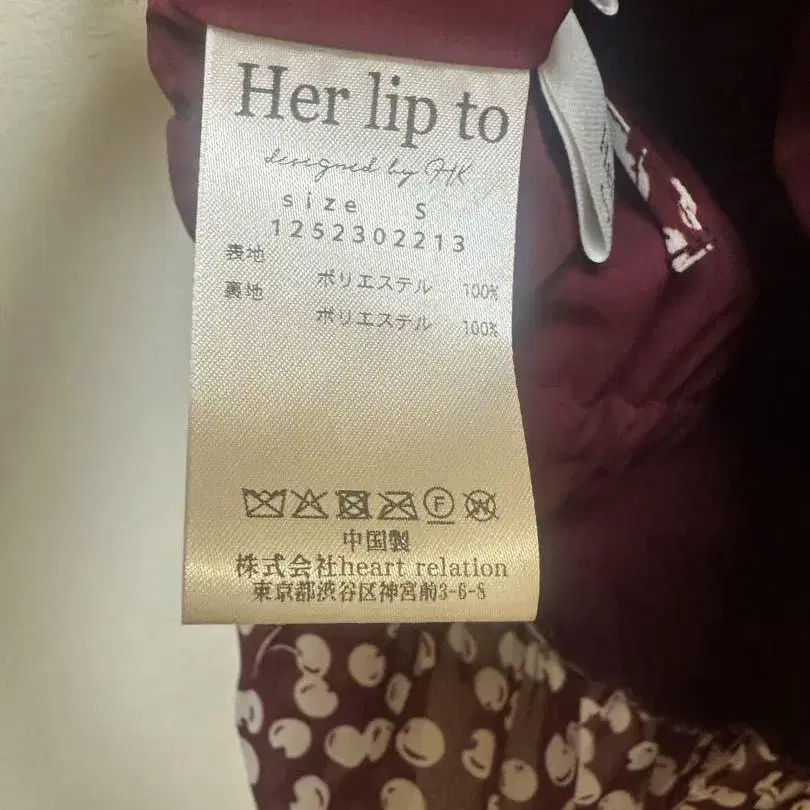 Her lip to
designed by HK
size S
1252302213
表地
ポリエステル 100%
裏地
ポリエステル 100%
F
W
中国製
株式会社heart relation
東京都渋谷区神宮前3-6-8